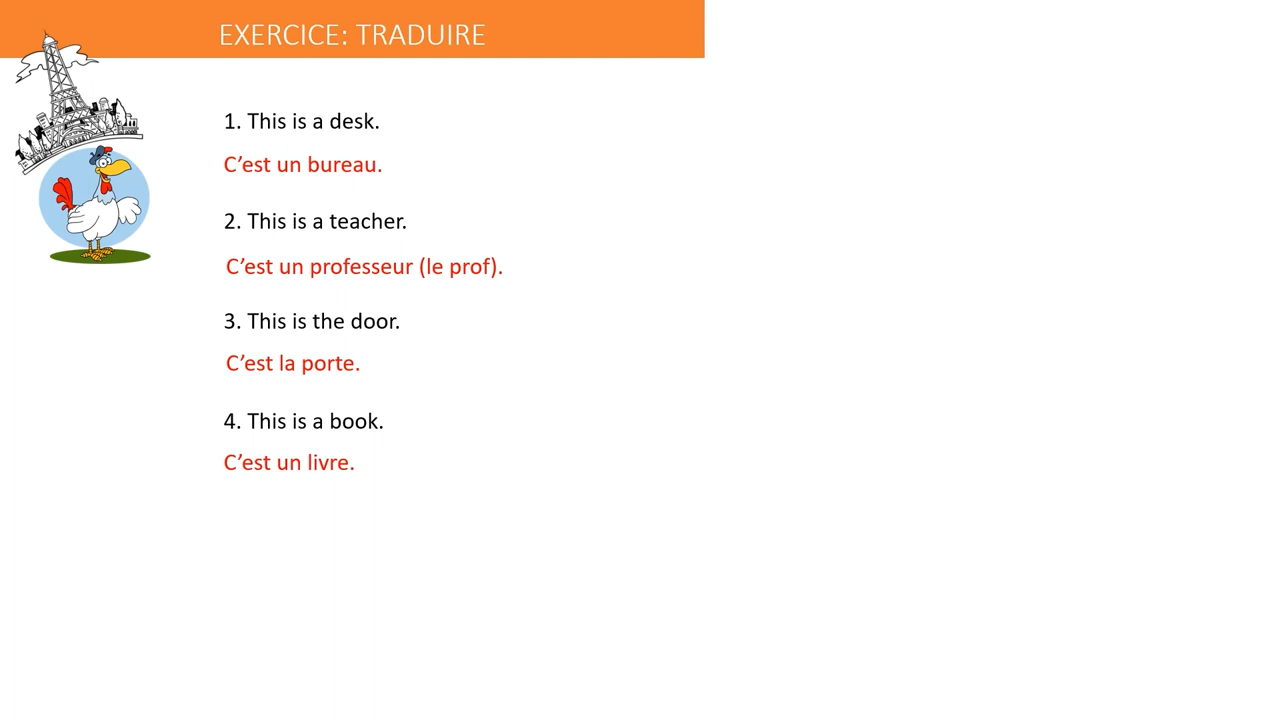 EXERCICE: TRADUIRE
1. This is a desk.
C’est un bureau.
2. This is a teacher.
C’est un professeur (le prof).
3. This is the door.
C’est la porte.
4. This is a book.
C’est un livre.